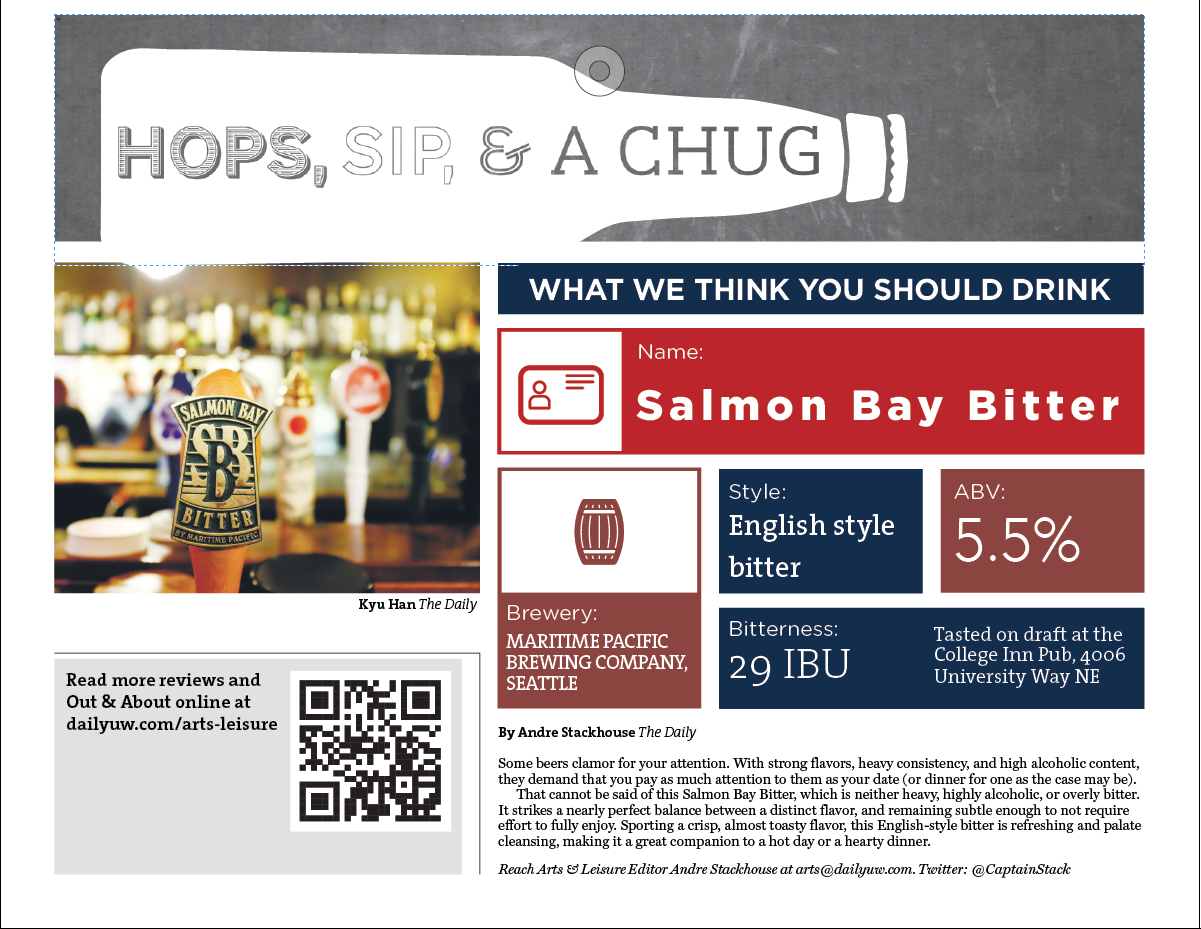 HOPS, SIP, & A CHUG
WHAT WE THINK YOU SHOULD DRINK
Name:
Salmon Bay Bitter
SALMON BAY
SB
BITTER
BY MARITIME PACIFIC
Kyu Han The Daily
Style:
English style
bitter
ABV:
5.5%
Brewery:
MARITIME PACIFIC
BREWING COMPANY,
SEATTLE
Bitterness:
29 IBU
Tasted on draft at the
College Inn Pub, 4006
University Way NE
Read more reviews and
Out & About online at
dailyuw.com/arts-leisure
By Andre Stackhouse The Daily
Some beers clamor for your attention. With strong flavors, heavy consistency, and high alcoholic content,
they demand that you pay as much attention to them as your date (or dinner for one as the case may be).
That cannot be said of this Salmon Bay Bitter, which is neither heavy, highly alcoholic, or overly bitter.
It strikes a nearly perfect balance between a distinct flavor, and remaining subtle enough to not require
effort to fully enjoy. Sporting a crisp, almost toasty flavor, this English-style bitter is refreshing and palate
cleansing, making it a great companion to a hot day or a hearty dinner.
Reach Arts & Leisure Editor Andre Stackhouse at arts@dailyuw.com. Twitter: @CaptainStack